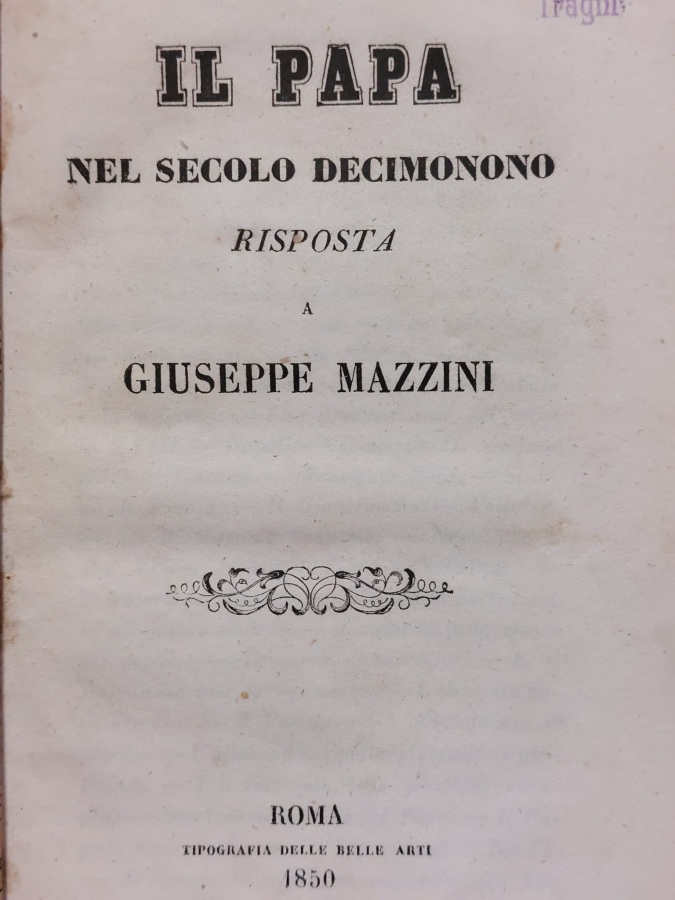 IL PAPA
NEL SECOLO DECIMONONO
RISPOSTA
A
GIUSEPPE MAZZINI
ROMA
TIPOGRAFIA DELLE BELLE ARTI
1850